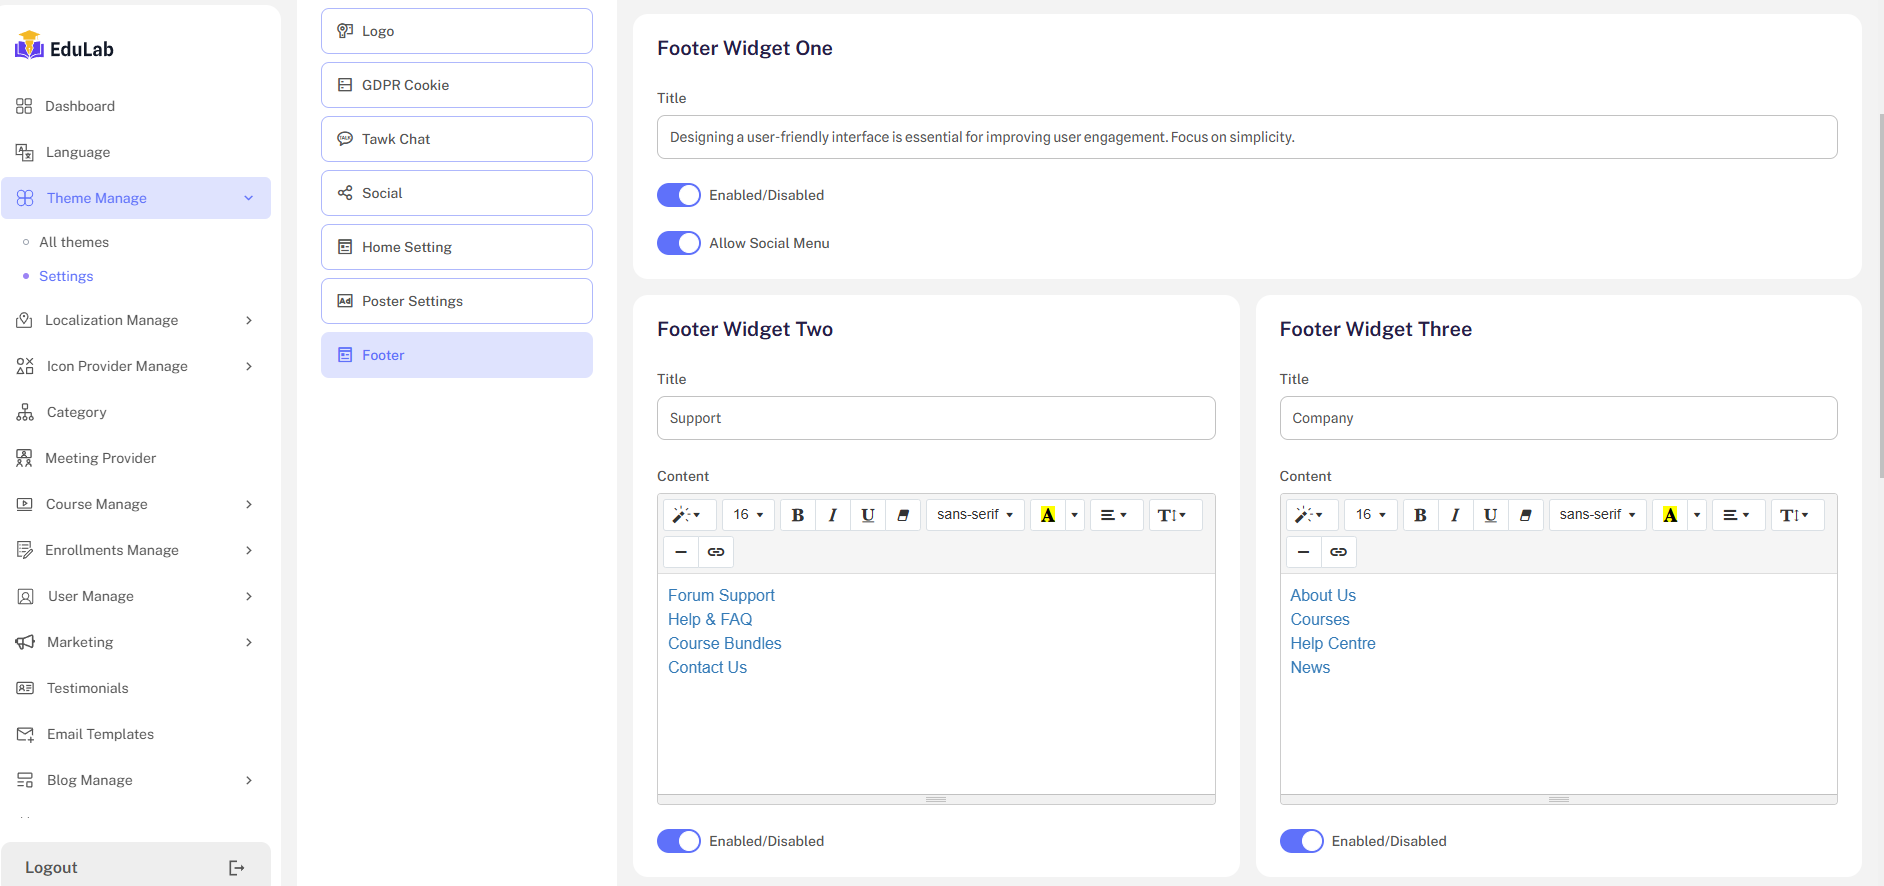 EduLab
Dashboard
Language
Theme Manage
All themes
Settings
Localization Manage
Icon Provider Manage
Category
Meeting Provider
Course Manage
Enrollments Manage
User Manage
Marketing
Testimonials
Email Templates
Blog Manage
Logout
Logo
GDPR Cookie
Tawk Chat
Social
Home Setting
Ad Poster Settings
Footer
Footer Widget One
Title
Designing a user-friendly interface is essential for improving user engagement. Focus on simplicity.
Enabled/Disabled
Allow Social Menu
Footer Widget Two
Title
Support
Content
16 B I U sans-serif A T
Forum Support
Help & FAQ
Course Bundles
Contact Us
Enabled/Disabled
Footer Widget Three
Title
Company
Content
16 B I U sans-serif A T
About Us
Courses
Help Centre
News
Enabled/Disabled